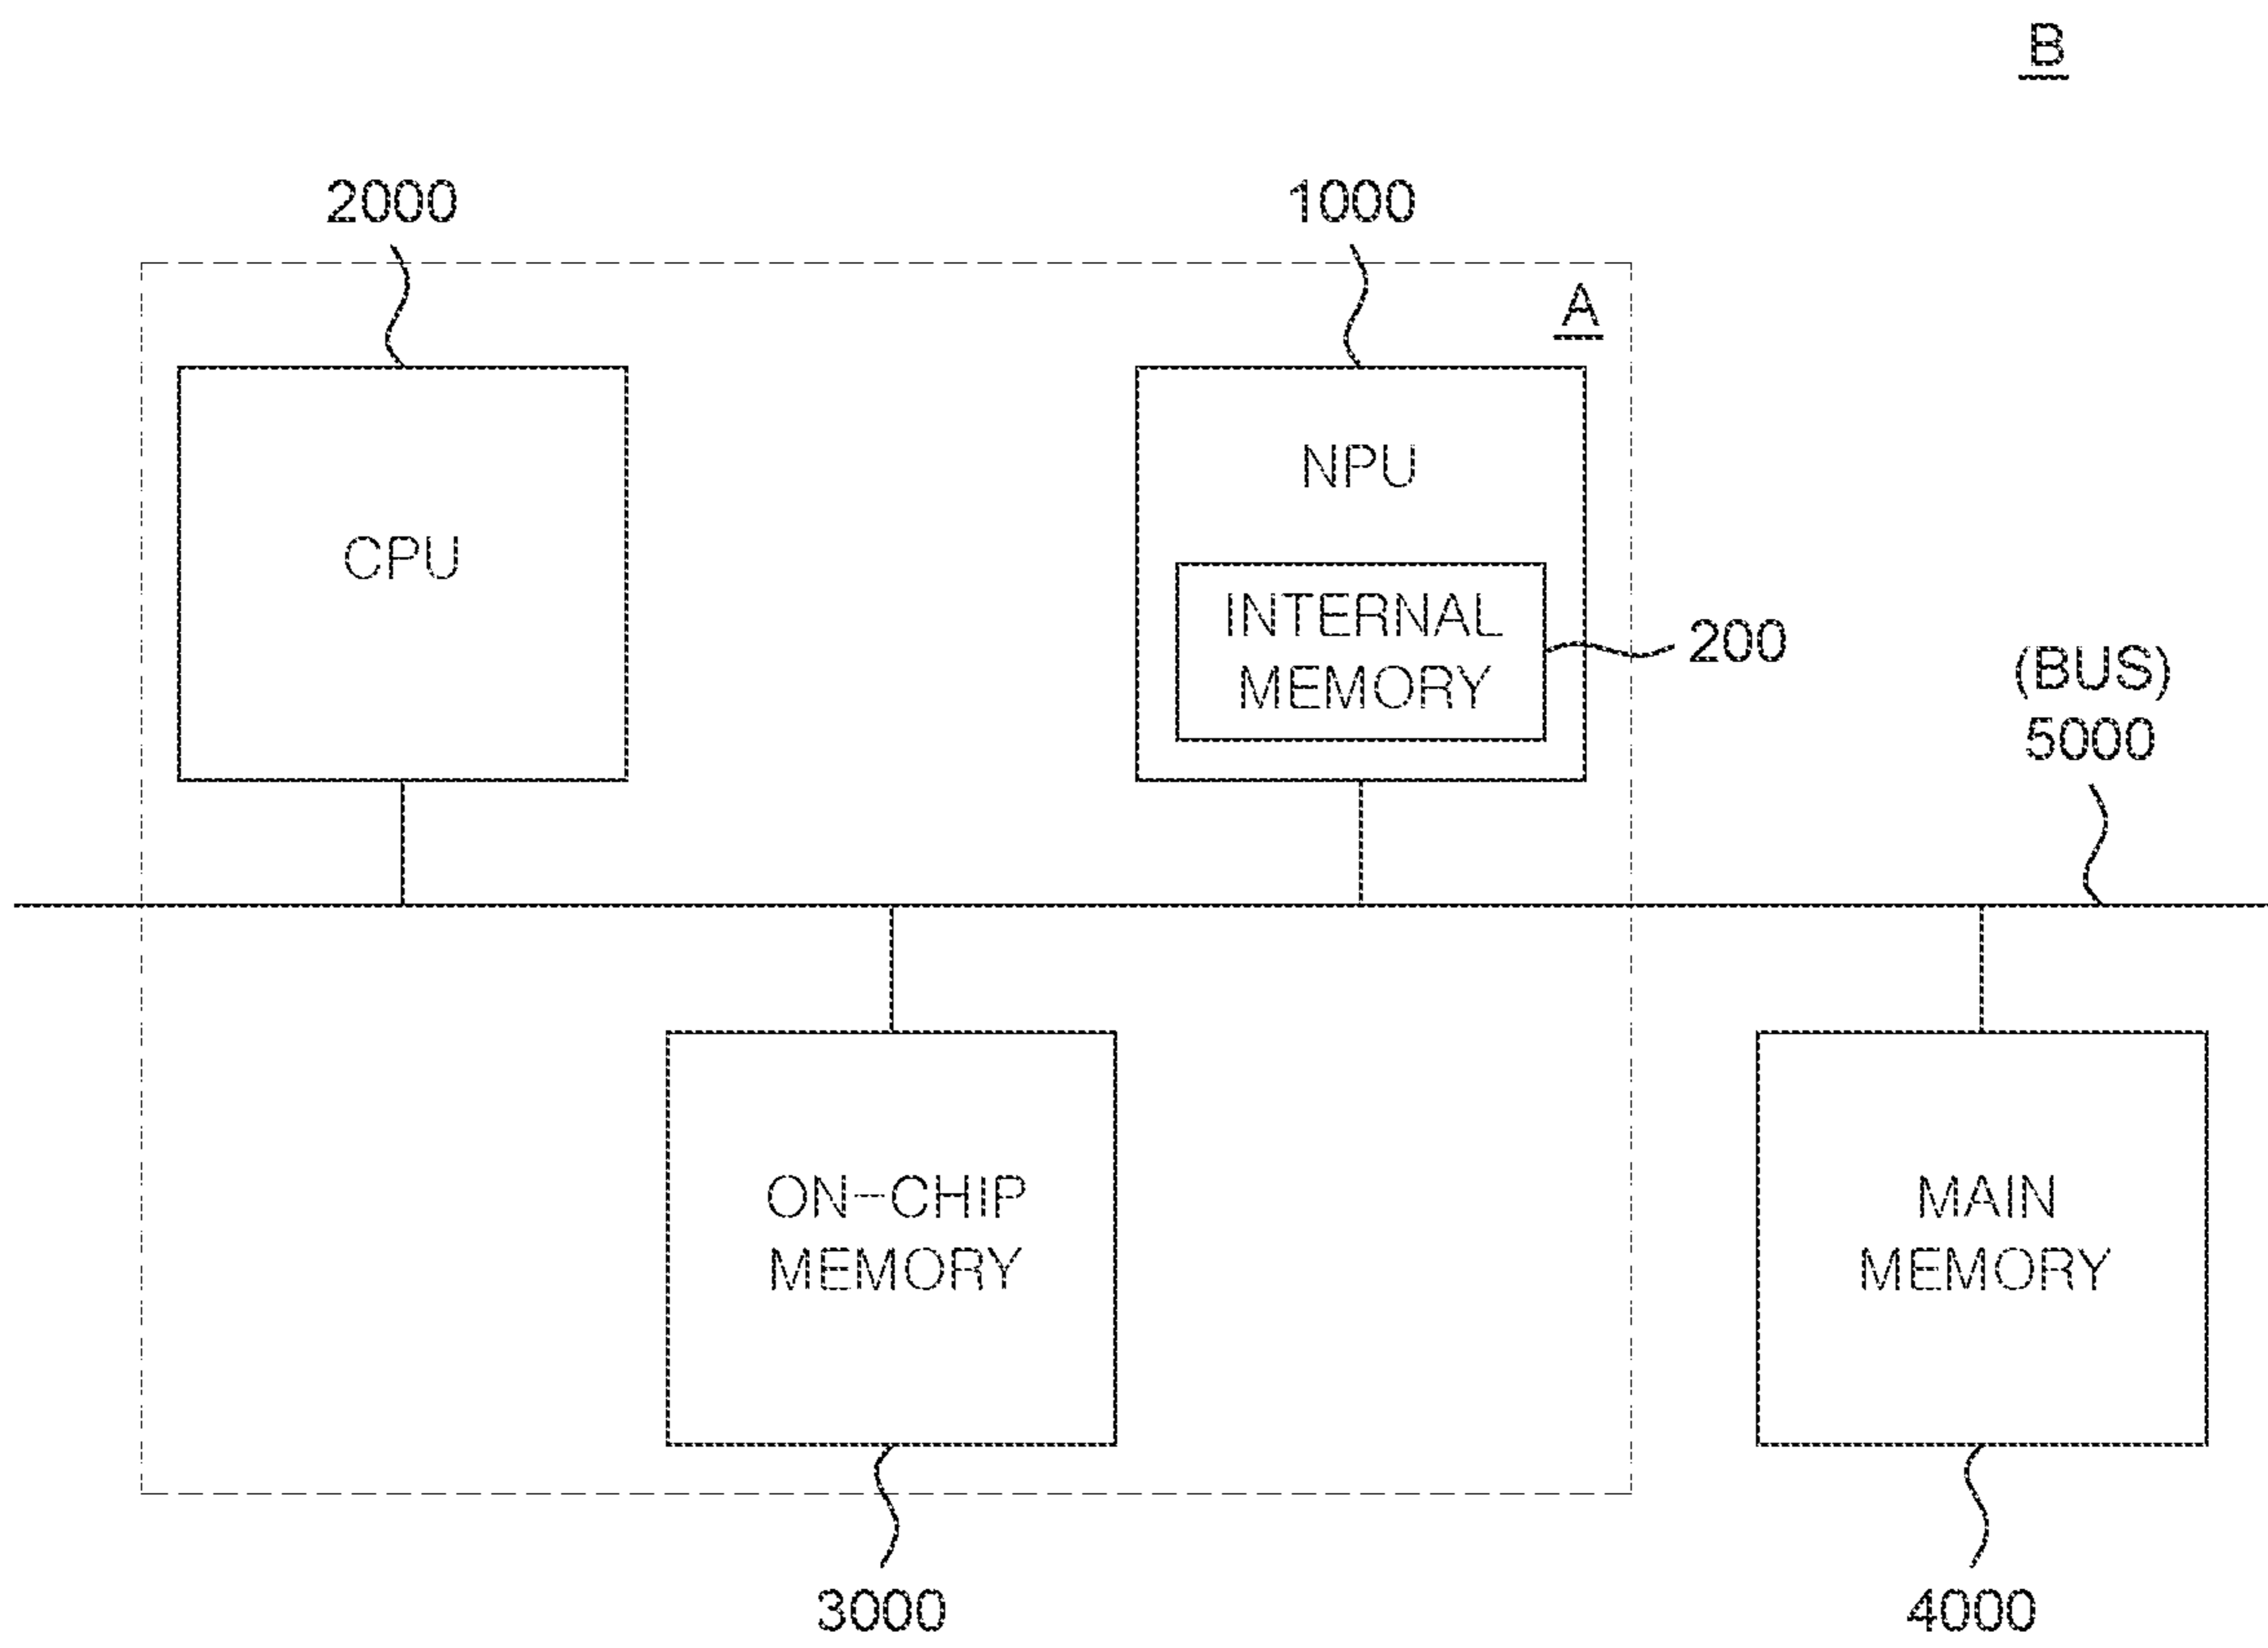 B
2000
1000
A
CPU
NPU
INTERNAL
MEMORY
200
(BUS)
5000
ON-CHIP
MEMORY
MAIN
MEMORY
3000
4000